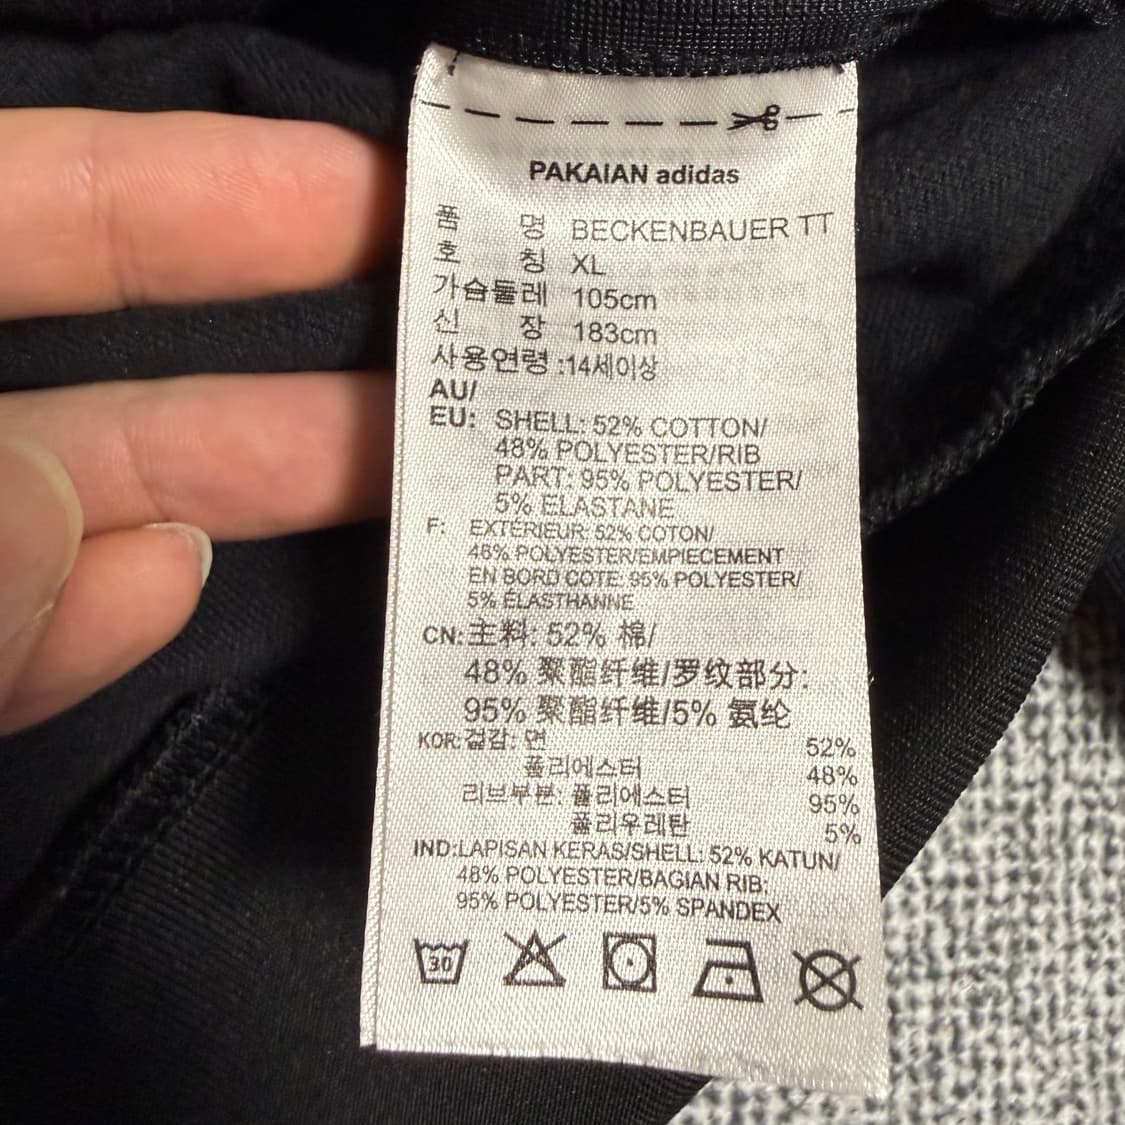 PAKAIAN adidas
품 명 BECKENBAUER TT
호 칭 XL
가슴둘레 105cm
신 장 183cm
사용연령 :14세이상
AU/
EU: SHELL: 52% COTTON/
48% POLYESTER/RIB
PART: 95% POLYESTER/
5% ELASTANE
F: EXTÉRIEUR: 52% COTON/
48% POLYESTER/EMPIECEMENT
EN BORD COTE: 95% POLYESTER/
5% ÉLASTHANNE
CN: 主料: 52% 棉/
48% 聚酯纤维/罗纹部分:
95% 聚酯纤维/5% 氨纶
KOR: 겉감: 면 52%
폴리에스터 48%
리브부분: 폴리에스터 95%
폴리우레탄 5%
IND:LAPISAN KERAS/SHELL: 52% KATUN/
48% POLYESTER/BAGIAN RIB:
95% POLYESTER/5% SPANDEX
30